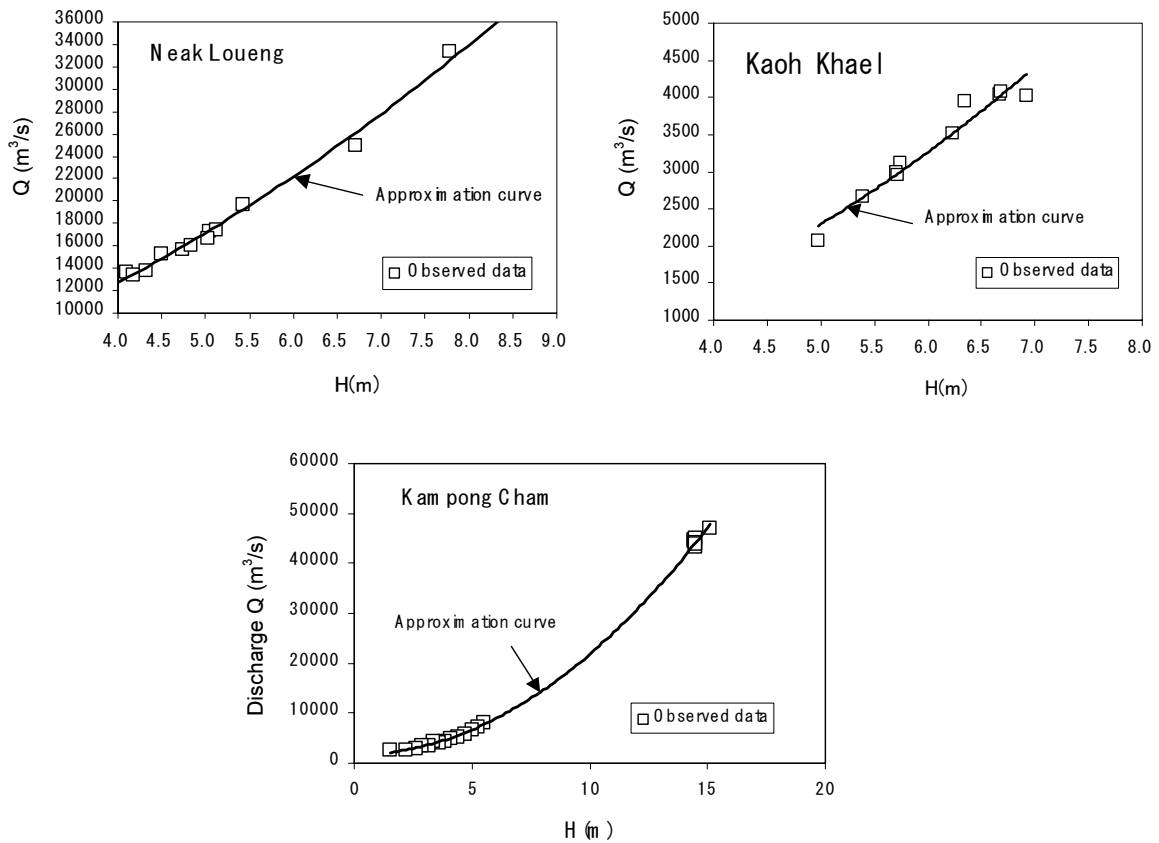 Neak Loueng
Q (m³/s)
36000
34000
32000
30000
28000
26000
24000
22000
20000
18000
16000
14000
12000
10000
Approximation curve
Observed data
4.0 4.5 5.0 5.5 6.0 6.5 7.0 7.5 8.0 8.5 9.0
H(m)
Kaoh Khael
Q (m³/s)
5000
4500
4000
3500
3000
2500
2000
1500
1000
Approximation curve
Observed data
4.0 4.5 5.0 5.5 6.0 6.5 7.0 7.5 8.0
H(m)
Kampong Cham
Discharge Q (m³/s)
60000
50000
40000
30000
20000
10000
0
Approximation curve
Observed data
0 5 10 15 20
H (m)